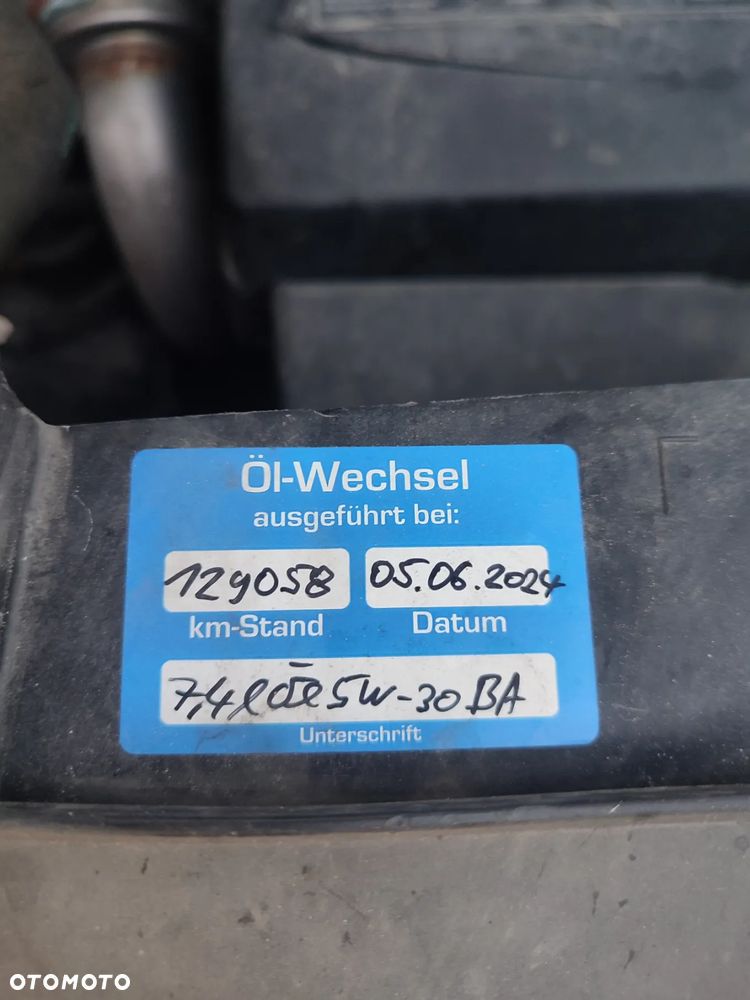 Öl-Wechsel
ausgeführt bei:
129058 05.06.2024
km-Stand Datum
7,4l Öl 5W-30 BA
Unterschrift
OTOMOTO